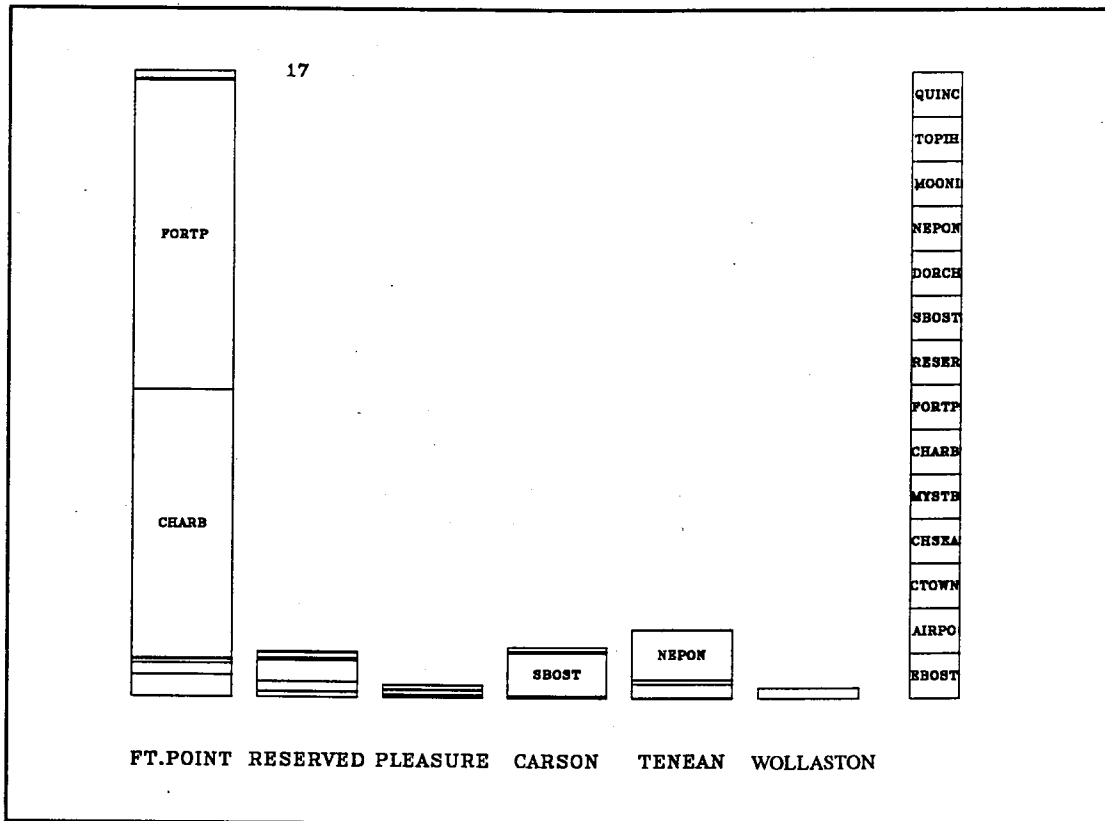 17
FORTP
CHARB
SBOST
NEPON
QUINC
TOPIH
MOONI
NEPON
DORCH
SBOST
RESER
FORTP
CHARB
MYSTB
CHSEA
CTOWN
AIRPO
EBOST
FT.POINT RESERVED PLEASURE CARSON TENEAN WOLLASTON